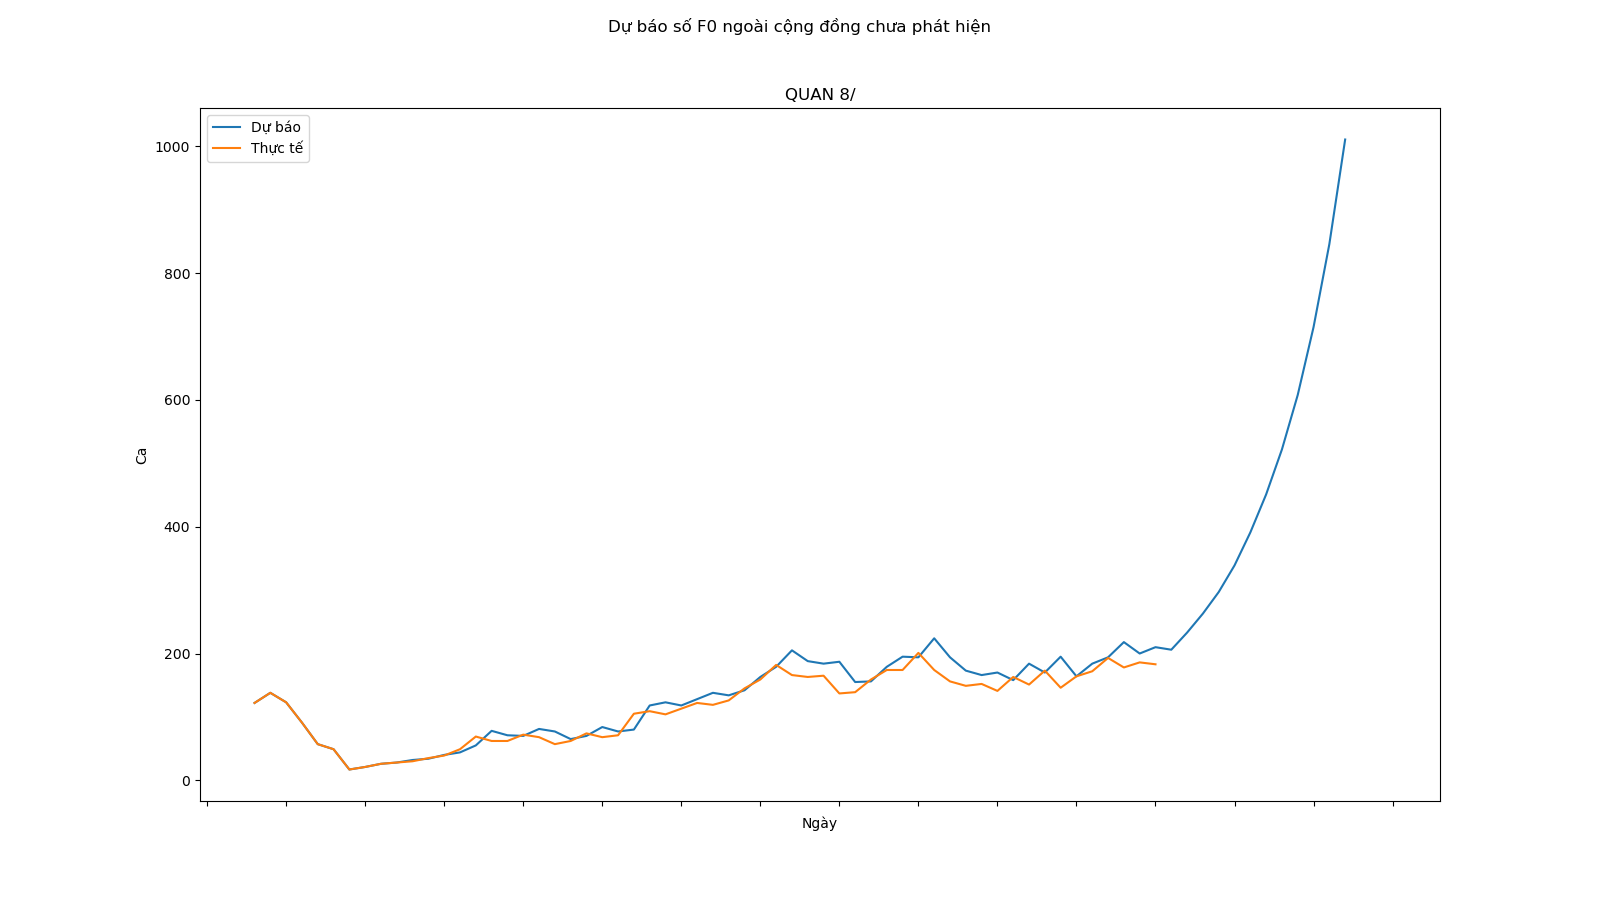 Dự báo số F0 ngoài cộng đồng chưa phát hiện
QUAN 8/
Dự báo
Thực tế
1000
800
600
400
200
0
Ca
Ngày